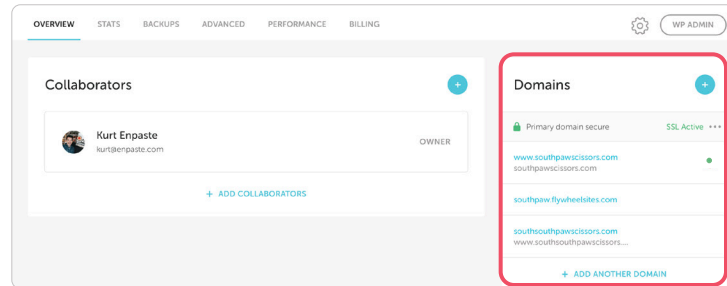 OVERVIEW STATS BACKUPS ADVANCED PERFORMANCE BILLING WP ADMIN
Collaborators
+
Kurt Enpaste
kurt@enpaste.com
OWNER
+ ADD COLLABORATORS
Domains
+
Primary domain secure SSL Active
www.southpawscissors.com
southpawscissors.com
southpaw.flywheelsites.com
southsouthpawscissors.com
www.southsouthpawscissors....
+ ADD ANOTHER DOMAIN